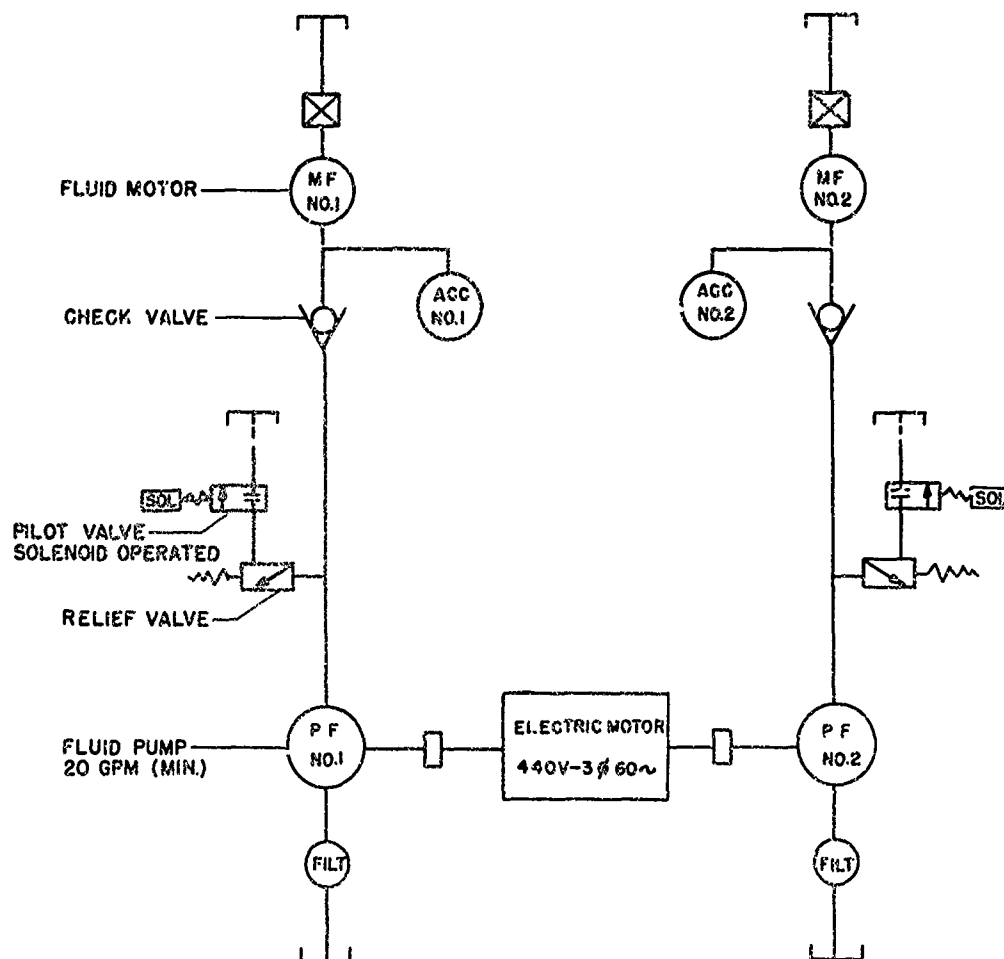 MF
NO.1
FLUID MOTOR
MF
NO.2
ACC
NO.1
ACC
NO.2
CHECK VALVE
SOL
SOL
PILOT VALVE
SOLENOID OPERATED
RELIEF VALVE
PF
NO.1
ELECTRIC MOTOR
440V-3ϕ60~
PF
NO.2
FLUID PUMP
20 GPM (MIN.)
FILT
FILT